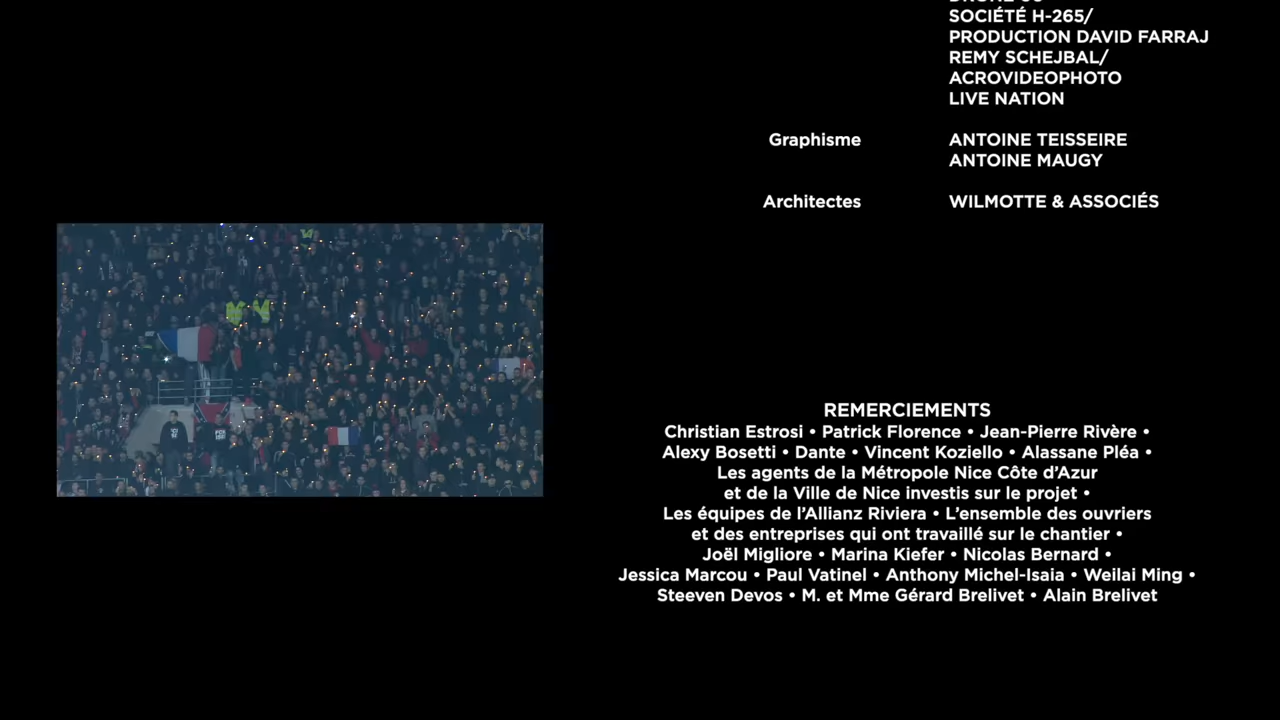 SOCIÉTÉ H-265/
PRODUCTION DAVID FARRAJ
REMY SCHEJBAL/
ACROVIDEOPHOTO
LIVE NATION
Graphisme ANTOINE TEISSEIRE
ANTOINE MAUGY
Architectes WILMOTTE & ASSOCIÉS
REMERCIEMENTS
Christian Estrosi • Patrick Florence • Jean-Pierre Rivère •
Alexy Bosetti • Dante • Vincent Koziello • Alassane Pléa •
Les agents de la Métropole Nice Côte d’Azur
et de la Ville de Nice investis sur le projet •
Les équipes de l’Allianz Riviera • L’ensemble des ouvriers
et des entreprises qui ont travaillé sur le chantier •
Joël Migliore • Marina Kiefer • Nicolas Bernard •
Jessica Marcou • Paul Vatinel • Anthony Michel-Isaia • Weilai Ming •
Steeven Devos • M. et Mme Gérard Brelivet • Alain Brelivet